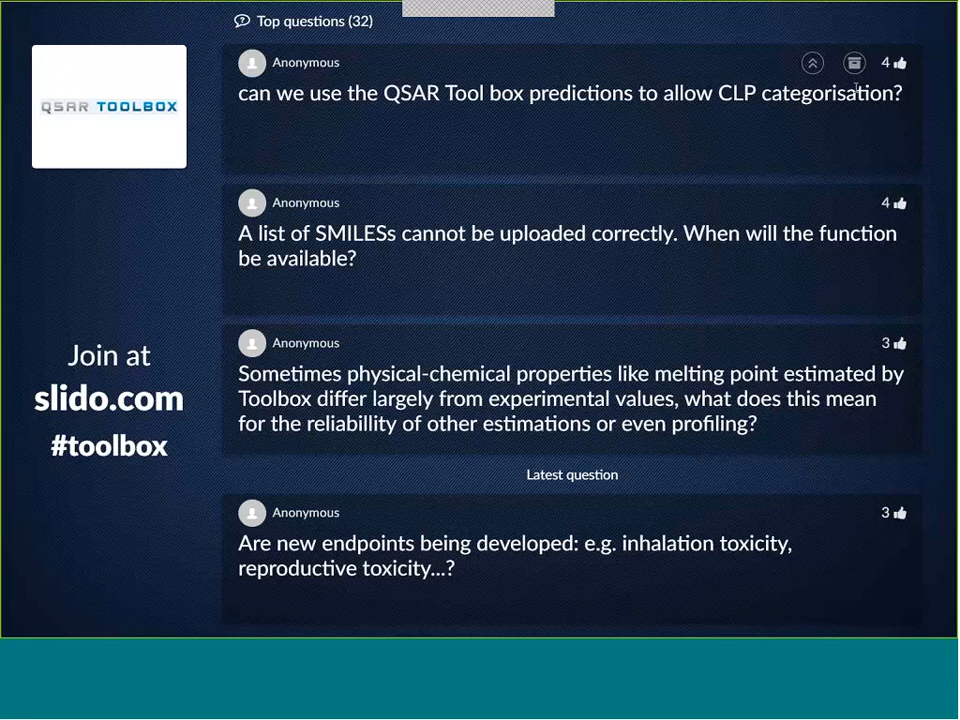 Top questions (32)
QSAR TOOLBOX
Anonymous
4
can we use the QSAR Tool box predictions to allow CLP categorisation?
Anonymous
4
A list of SMILESs cannot be uploaded correctly. When will the function
be available?
Anonymous
3
Sometimes physical-chemical properties like melting point estimated by
Toolbox differ largely from experimental values, what does this mean
for the reliabillity of other estimations or even profiling?
Join at
slido.com
#toolbox
Latest question
Anonymous
3
Are new endpoints being developed: e.g. inhalation toxicity,
reproductive toxicity...?